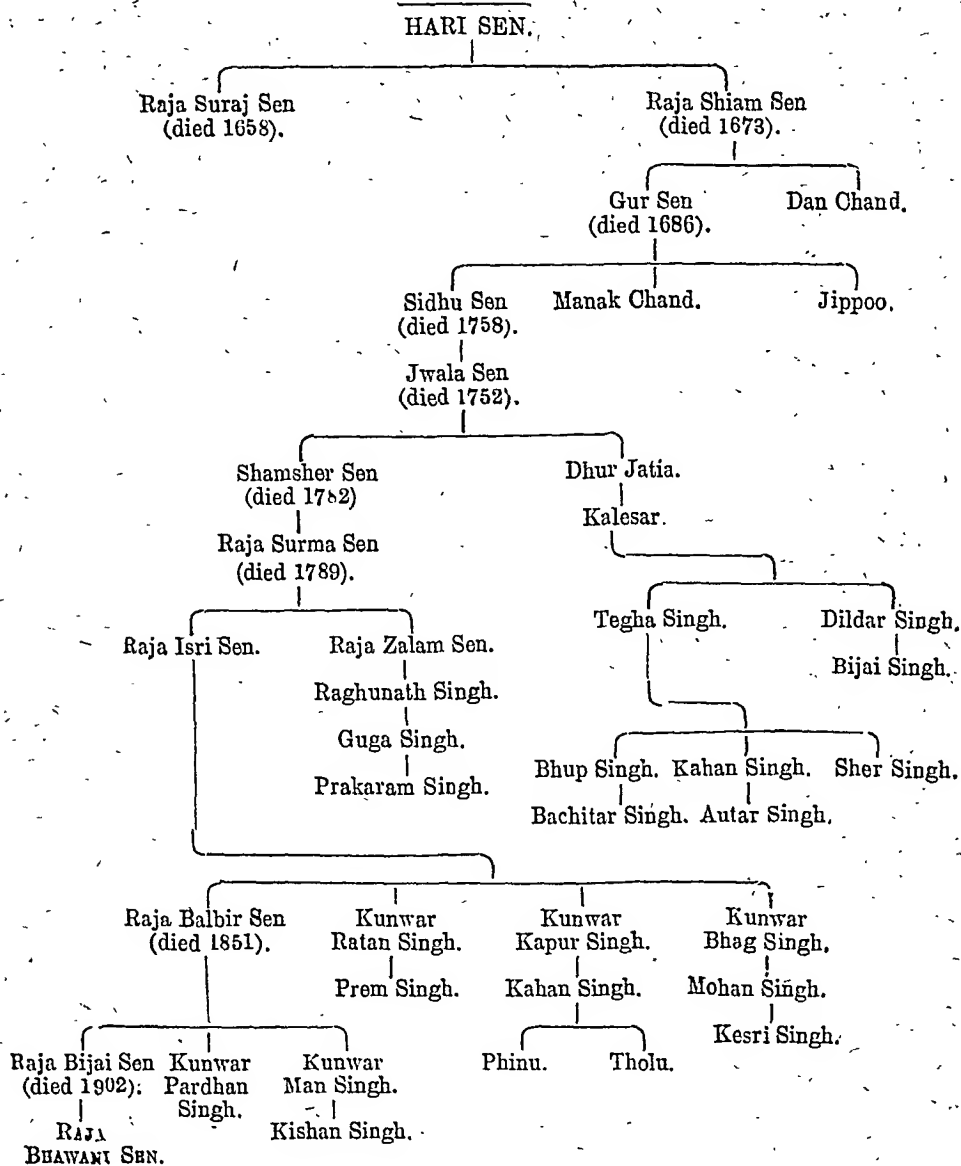 HARI SEN.
Raja Suraj Sen
(died 1658).
Raja Shiam Sen
(died 1673).
Gur Sen
(died 1686).
Dan Chand.
Sidhu Sen
(died 1758).
Manak Chand.
Jippoo.
Jwala Sen
(died 1752).
Shamsher Sen
(died 1782)
Dhur Jatia.
Kalesar.
Raja Surma Sen
(died 1789).
Raja Isri Sen.
Raja Zalam Sen.
Tegha Singh.
Dildar Singh.
Bijai Singh.
Raghunath Singh.
Guga Singh.
Prakaram Singh.
Bhup Singh.
Kahan Singh.
Sher Singh.
Bachitar Singh.
Autar Singh.
Raja Balbir Sen
(died 1851).
Kunwar
Ratan Singh.
Kunwar
Kapur Singh.
Kunwar
Bhag Singh.
Prem Singh.
Kahan Singh.
Mohan Singh.
Kesri Singh.
Phinu.
Tholu.
Raja Bijai Sen
(died 1902).
Kunwar
Pardhan
Singh.
Kunwar
Man Singh.
Kishan Singh.
RAJA
BHAWANI SEN.